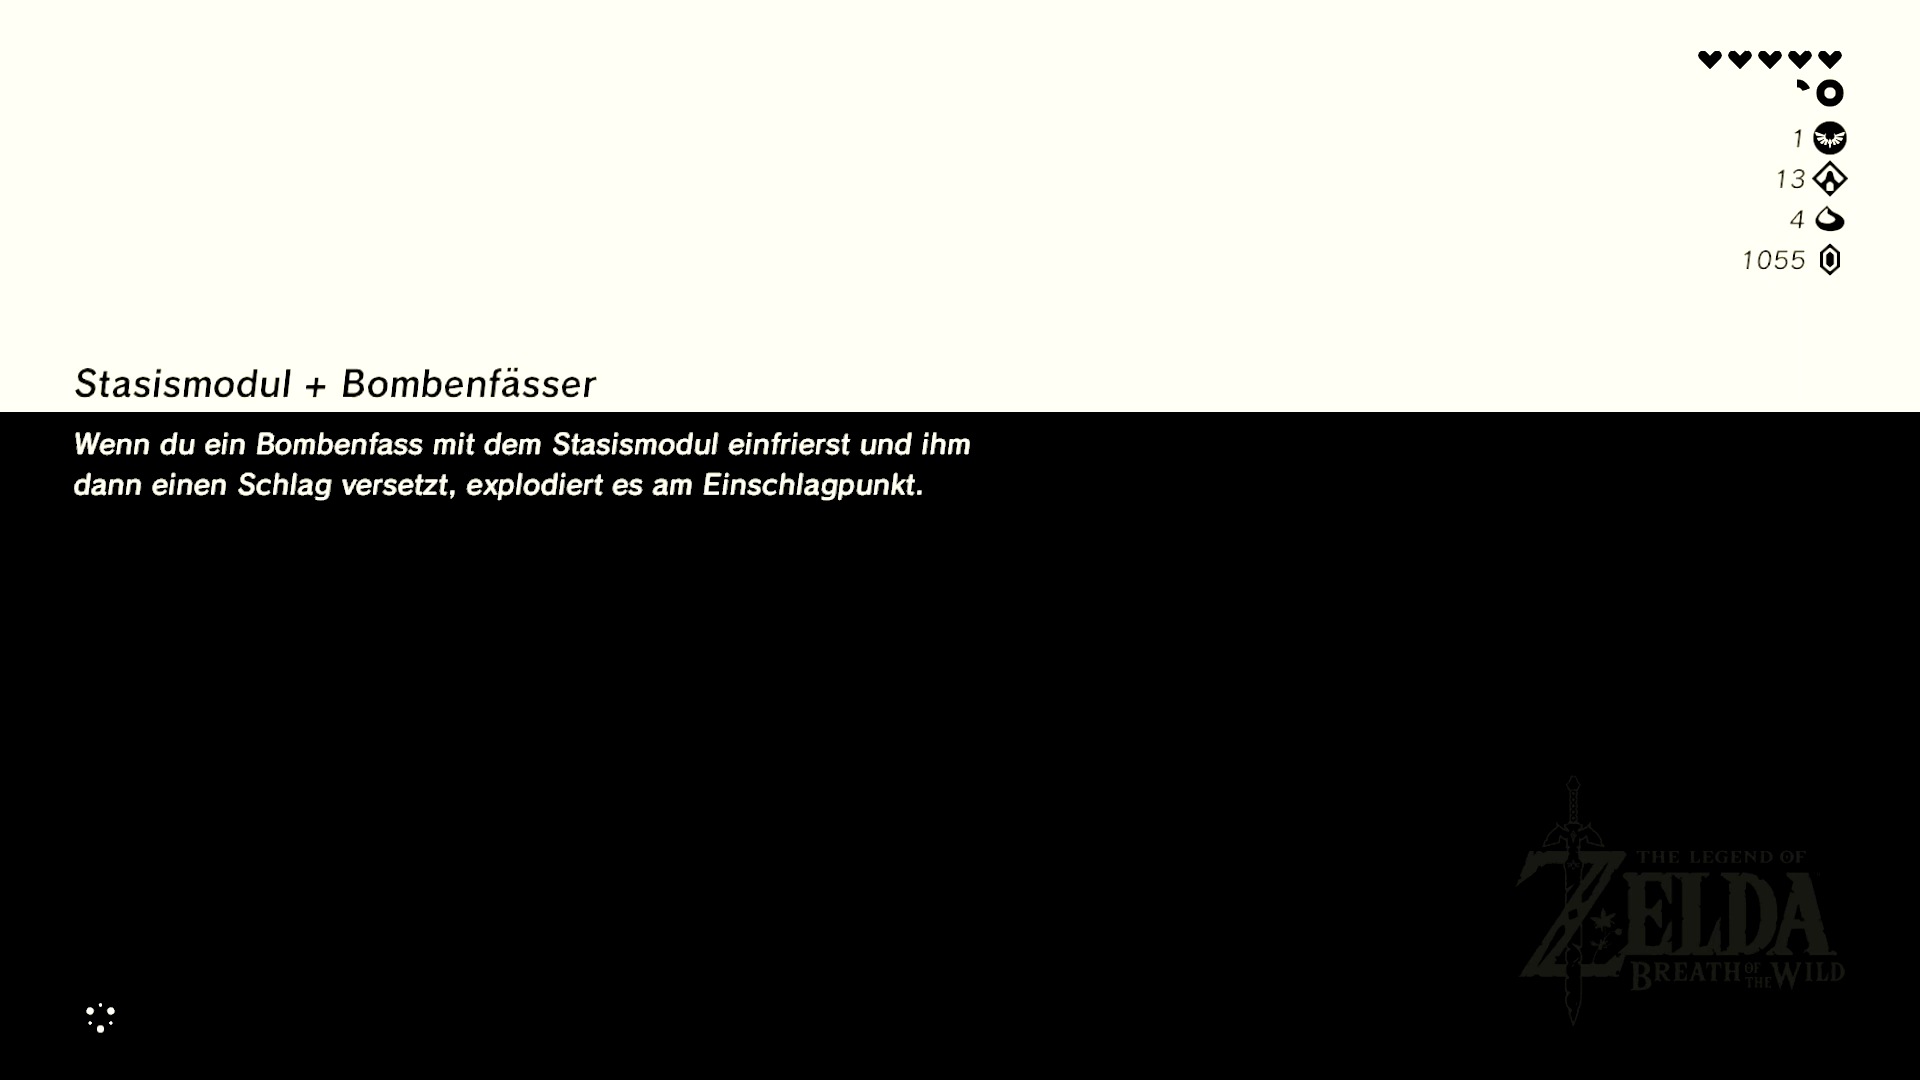 1
13
4
1055
Stasismodul + Bombenfässer
Wenn du ein Bombenfass mit dem Stasismodul einfrierst und ihm
dann einen Schlag versetzt, explodiert es am Einschlagpunkt.
THE LEGEND OF
ZELDA
BREATH OF THE WILD